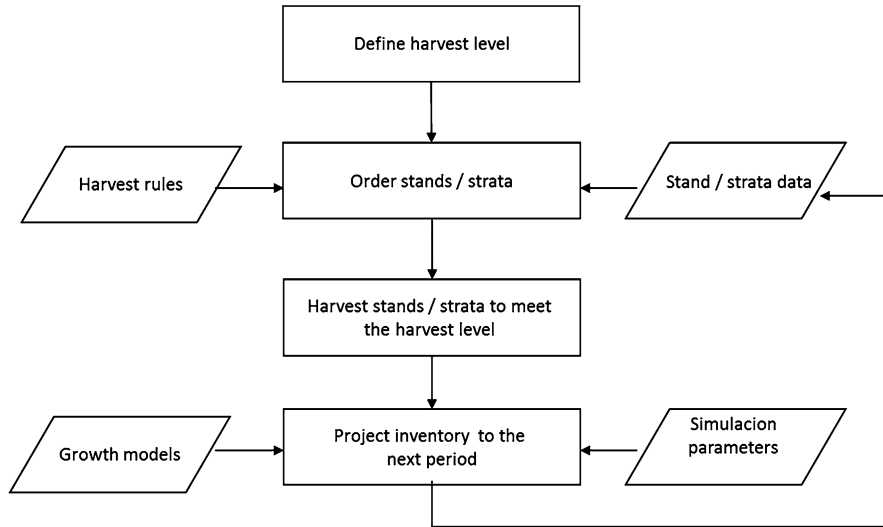 Define harvest level
Harvest rules
Order stands / strata
Stand / strata data
Harvest stands / strata to meet
the harvest level
Growth models
Project inventory to the
next period
Simulacion
parameters